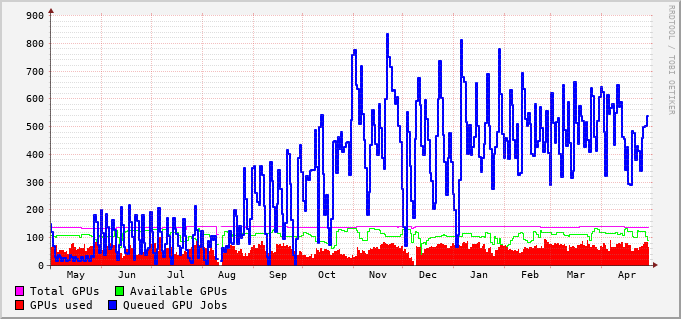 900
800
700
600
500
400
300
200
100
0
May Jun Jul Aug Sep Oct Nov Dec Jan Feb Mar Apr
Total GPUs Available GPUs
GPUs used Queued GPU Jobs
RRDTOOL / TOBI OETIKER